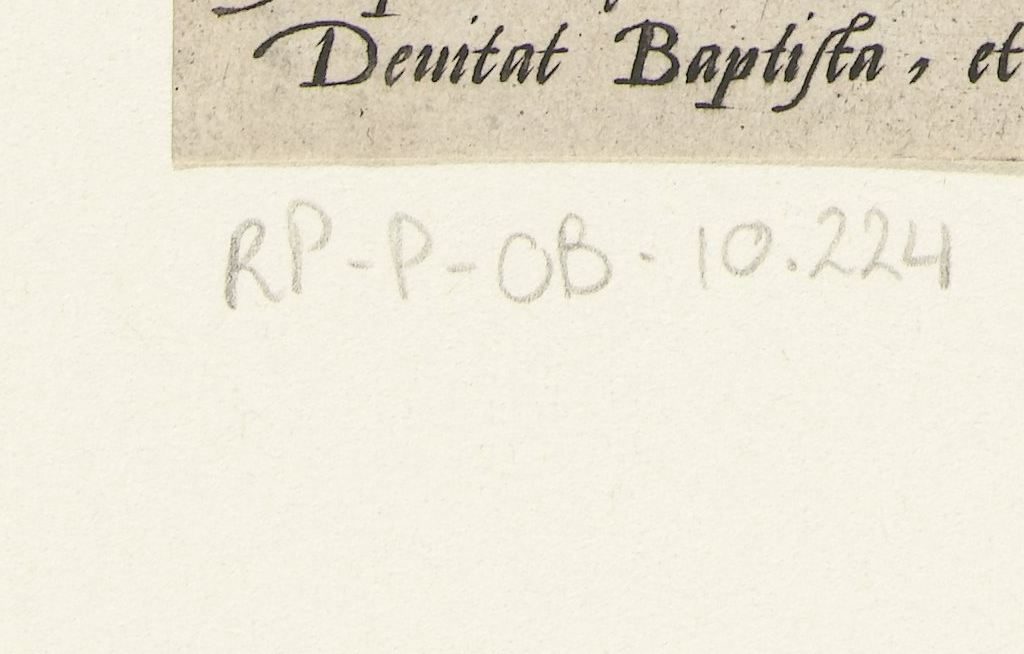 Deuitat Baptiſta, et
RP-P-OB-10.224